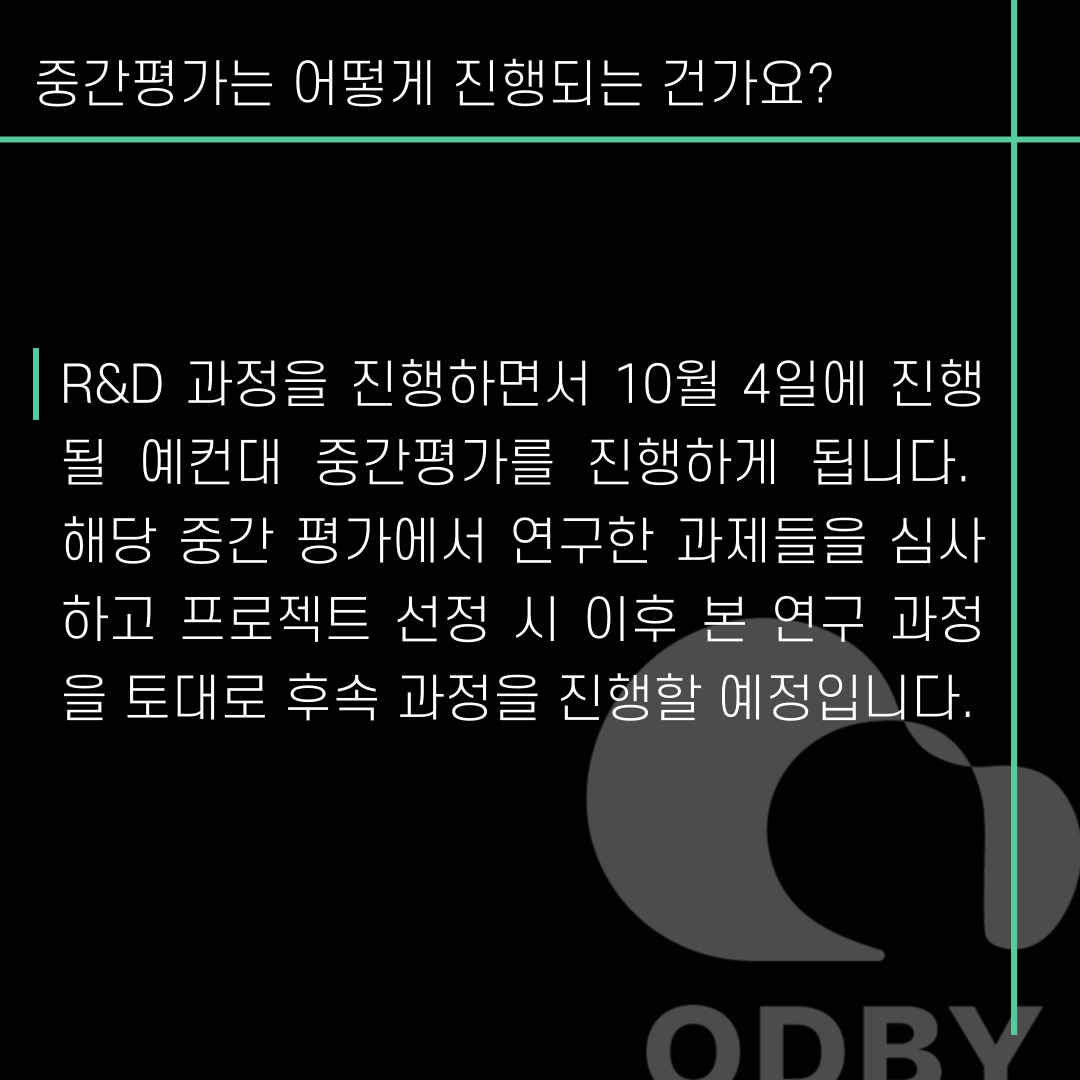 중간평가는 어떻게 진행되는 건가요?
R&D 과정을 진행하면서 10월 4일에 진행
될 예컨대 중간평가를 진행하게 됩니다.
해당 중간 평가에서 연구한 과제들을 심사
하고 프로젝트 선정 시 이후 본 연구 과정
을 토대로 후속 과정을 진행할 예정입니다.
ODBY